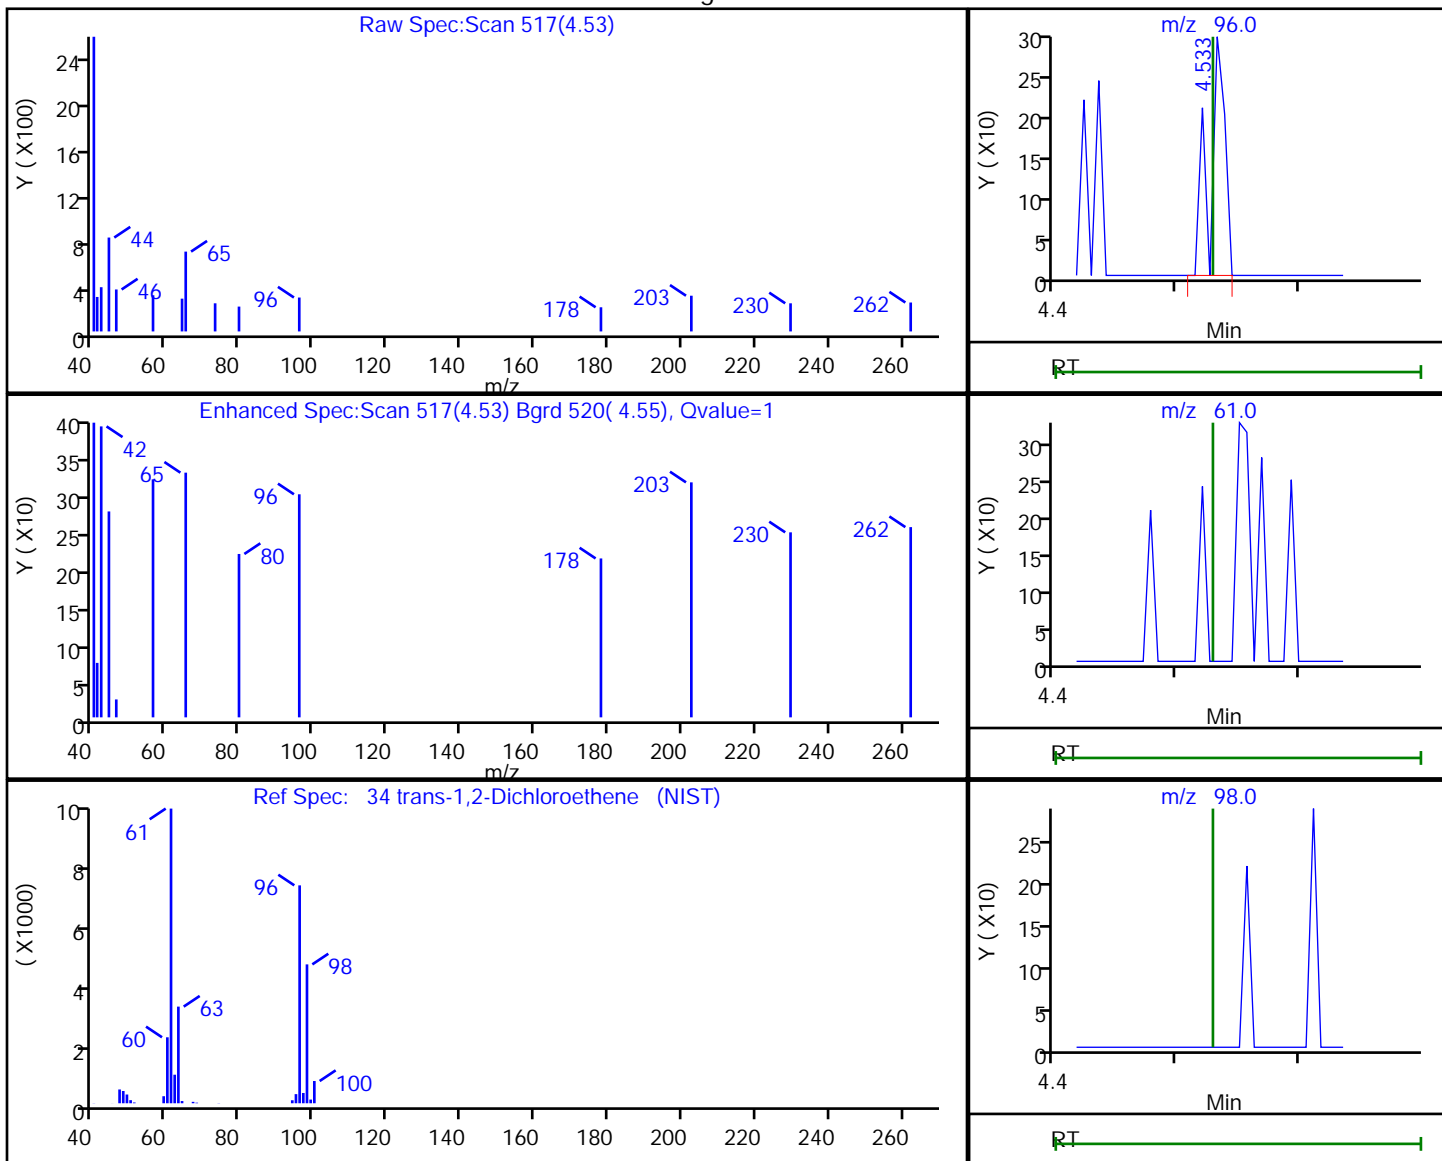 Raw Spec:Scan 517(4.53)
Y ( X100)
24
20
16
12
8
4
0
44
46
65
96
178
203
230
262
40 60 80 100 120 140 160 180 200 220 240 260
m/z
m/z 96.0
Y ( X10)
30
25
20
15
10
5
0
4.533
4.4
Min
RT
Enhanced Spec:Scan 517(4.53) Bgrd 520( 4.55), Qvalue=1
Y ( X10)
40
35
30
25
20
15
10
5
0
42
65
80
96
178
203
230
262
40 60 80 100 120 140 160 180 200 220 240 260
m/z
m/z 61.0
Y ( X10)
30
25
20
15
10
5
0
4.4
Min
RT
Ref Spec: 34 trans-1,2-Dichloroethene (NIST)
( X1000)
10
8
6
4
2
0
61
60
63
96
98
100
40 60 80 100 120 140 160 180 200 220 240 260
m/z 98.0
Y ( X10)
25
20
15
10
5
0
4.4
Min
RT